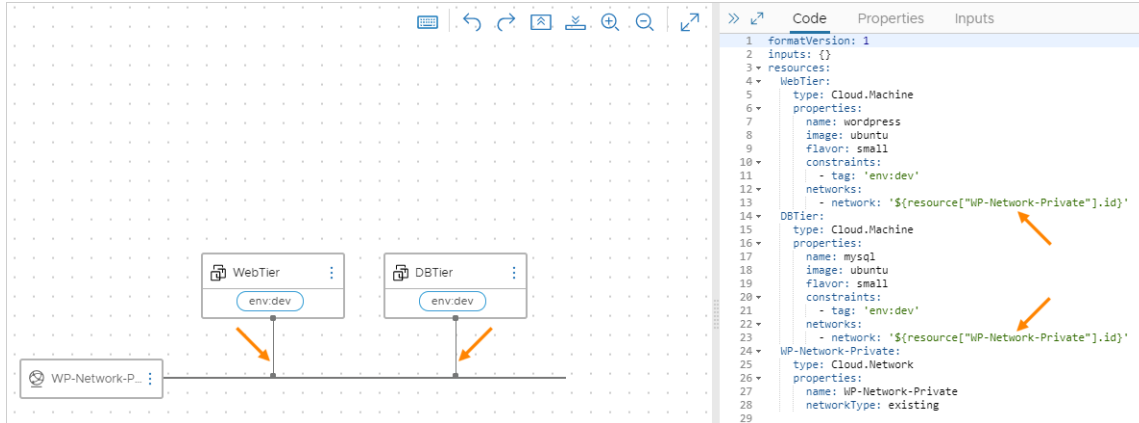 Code Properties Inputs
1 formatVersion: 1
2 inputs: {}
3 resources:
4 WebTier:
5 type: Cloud.Machine
6 properties:
7 name: wordpress
8 image: ubuntu
9 flavor: small
10 constraints:
11 - tag: 'env:dev'
12 networks:
13 - network: '${resource["WP-Network-Private"].id}'
14 DBTier:
15 type: Cloud.Machine
16 properties:
17 name: mysql
18 image: ubuntu
19 flavor: small
20 constraints:
21 - tag: 'env:dev'
22 networks:
23 - network: '${resource["WP-Network-Private"].id}'
24 WP-Network-Private:
25 type: Cloud.Network
26 properties:
27 name: WP-Network-Private
28 networkType: existing
29
WebTier
env:dev
DBTier
env:dev
WP-Network-P...